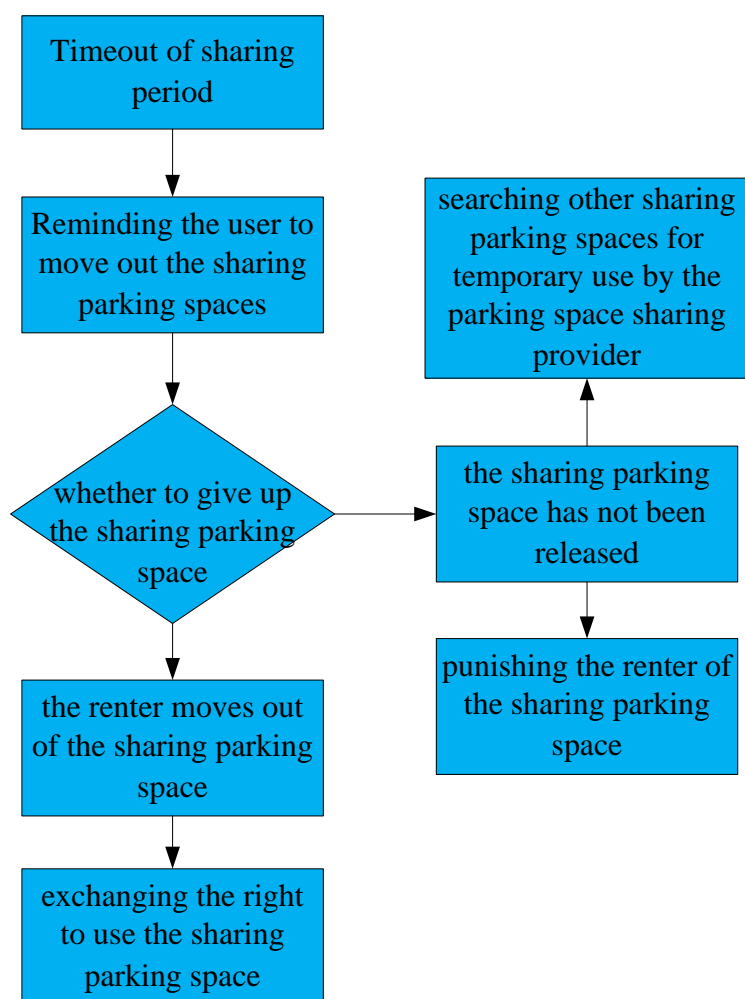 Timeout of sharing
period
Reminding the user to
move out the sharing
parking spaces
whether to give up
the sharing parking
space
the renter moves out
of the sharing parking
space
exchanging the right
to use the sharing
parking space
searching other sharing
parking spaces for
temporary use by the
parking space sharing
provider
the sharing parking
space has not been
released
punishing the renter of
the sharing parking
space